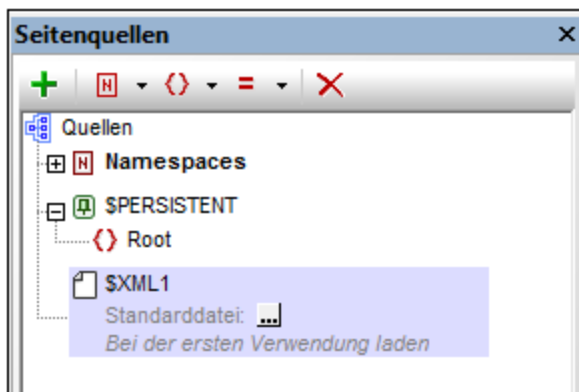 Seitenquellen
Quellen
Namespaces
$PERSISTENT
{} Root
$XML1
Standarddatei: ...
Bei der ersten Verwendung laden